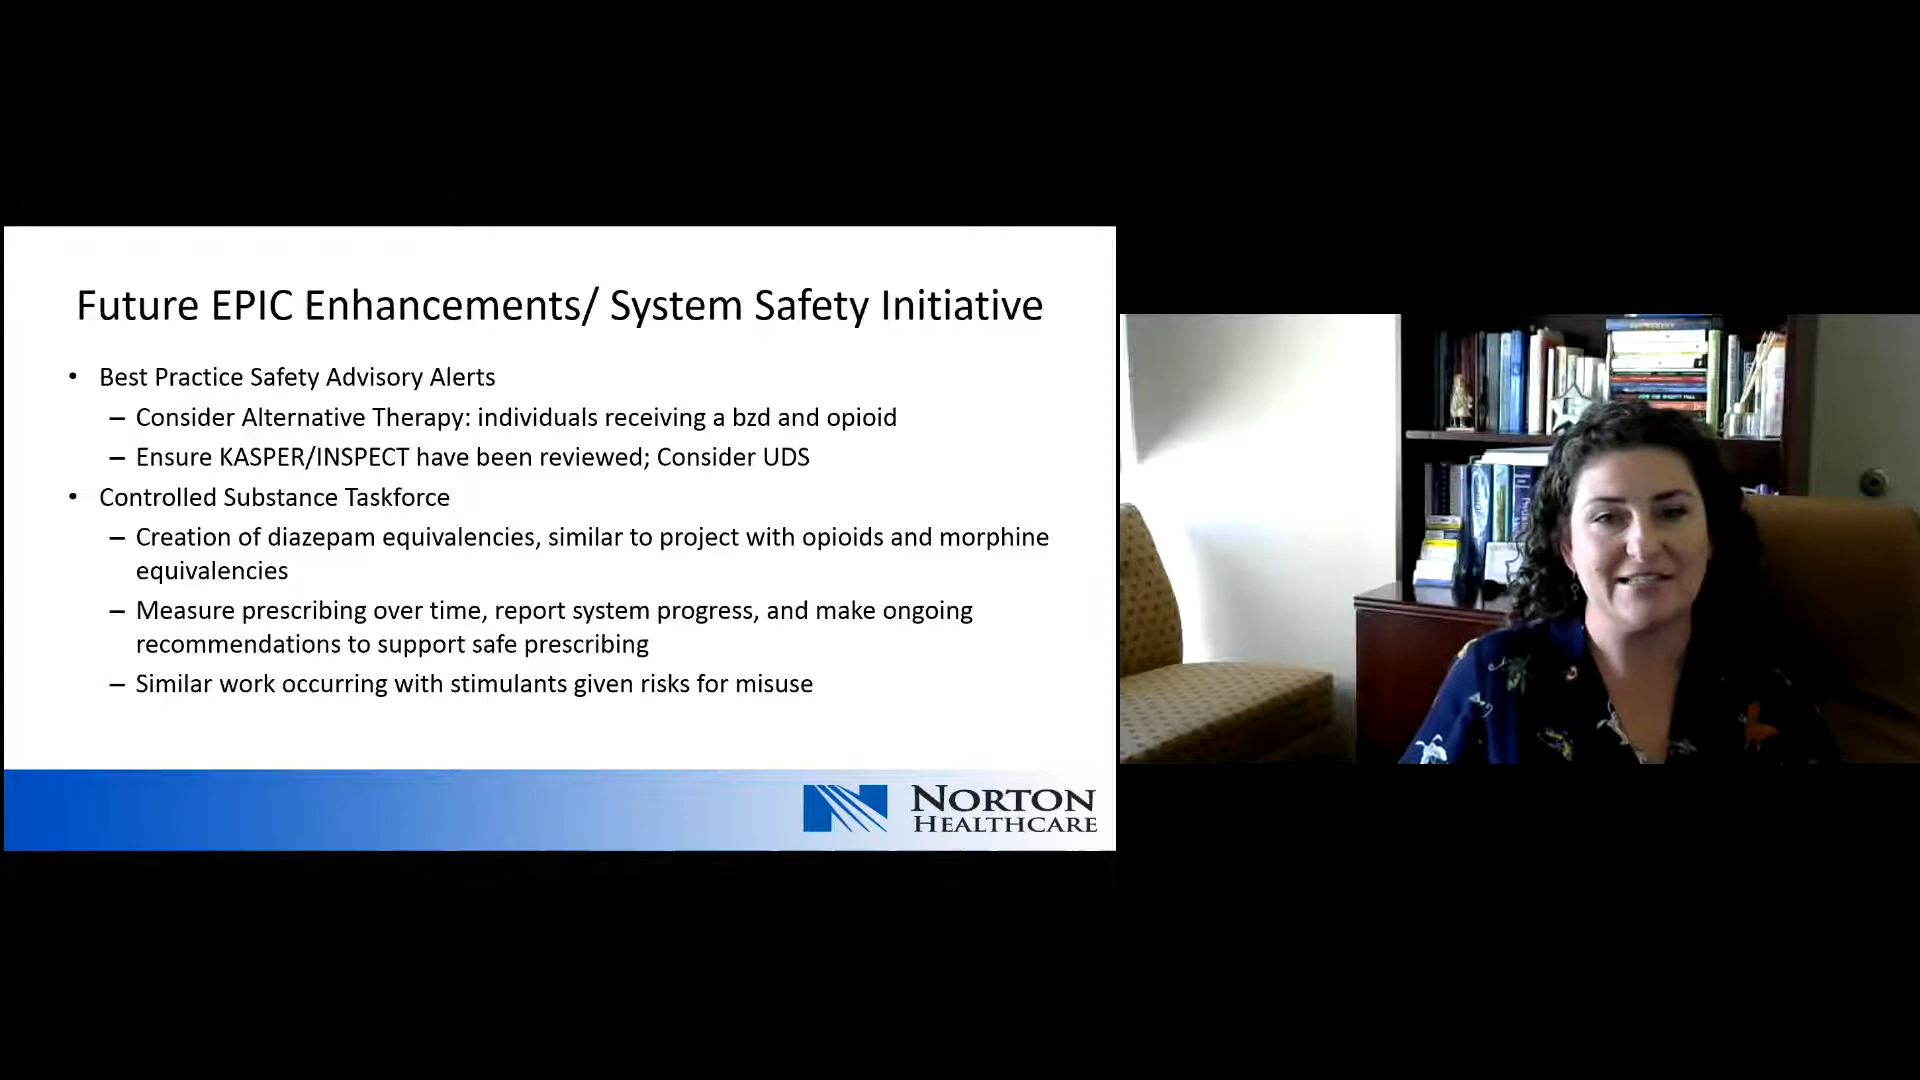 Future EPIC Enhancements/ System Safety Initiative
• Best Practice Safety Advisory Alerts
– Consider Alternative Therapy: individuals receiving a bzd and opioid
– Ensure KASPER/INSPECT have been reviewed; Consider UDS
• Controlled Substance Taskforce
– Creation of diazepam equivalencies, similar to project with opioids and morphine
equivalencies
– Measure prescribing over time, report system progress, and make ongoing
recommendations to support safe prescribing
– Similar work occurring with stimulants given risks for misuse
NORTON
HEALTHCARE